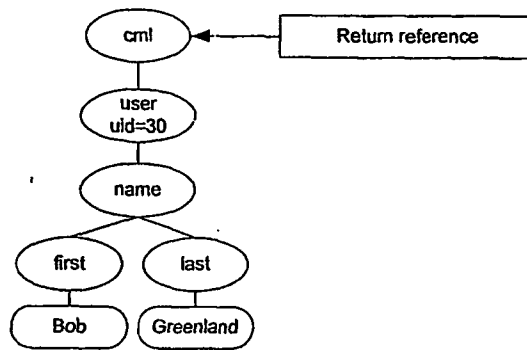 cml
Return reference
user
uid=30
name
first
last
Bob
Greenland